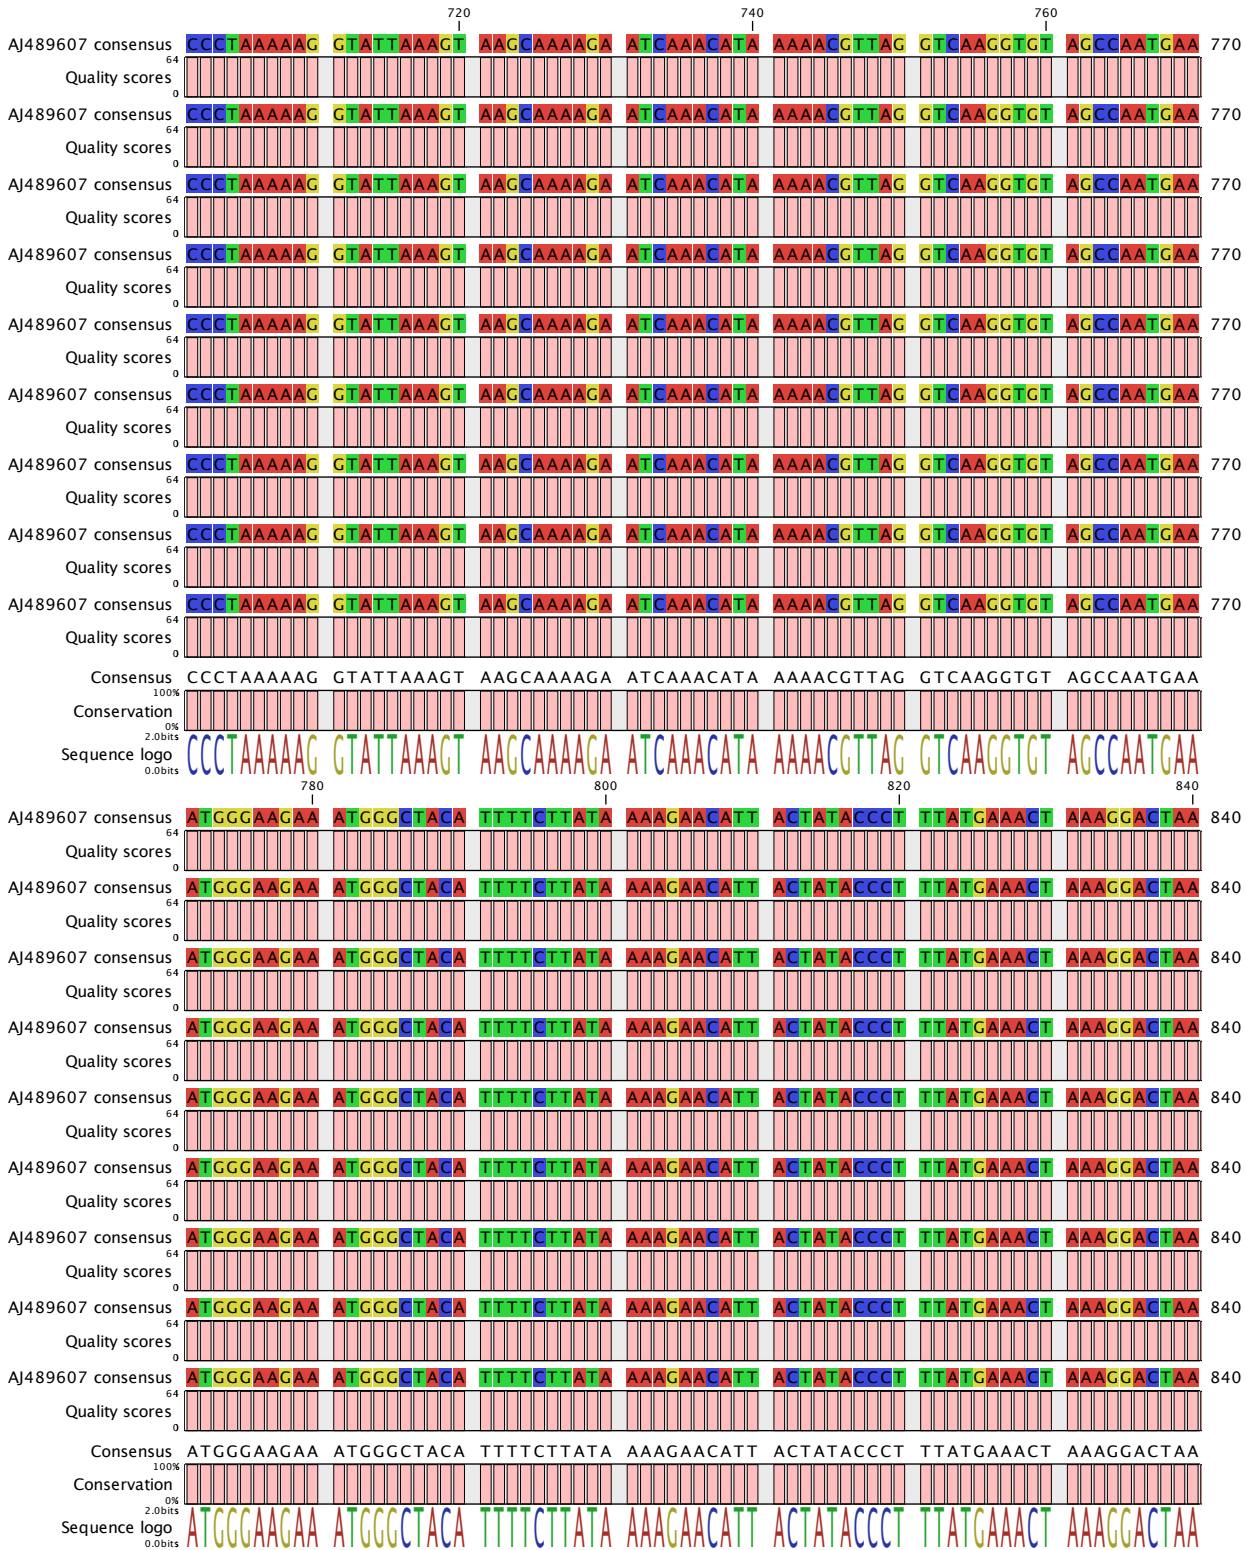 720 740 760
AJ489607 consensus CCCTAAAAAG GTATTAAAGT AAGCAAAAGA ATCAAACATA AAAACGTTAG GTCAAGGTGT AGCCAATGAA 770
64
Quality scores
0
AJ489607 consensus CCCTAAAAAG GTATTAAAGT AAGCAAAAGA ATCAAACATA AAAACGTTAG GTCAAGGTGT AGCCAATGAA 770
64
Quality scores
0
AJ489607 consensus CCCTAAAAAG GTATTAAAGT AAGCAAAAGA ATCAAACATA AAAACGTTAG GTCAAGGTGT AGCCAATGAA 770
64
Quality scores
0
AJ489607 consensus CCCTAAAAAG GTATTAAAGT AAGCAAAAGA ATCAAACATA AAAACGTTAG GTCAAGGTGT AGCCAATGAA 770
64
Quality scores
0
AJ489607 consensus CCCTAAAAAG GTATTAAAGT AAGCAAAAGA ATCAAACATA AAAACGTTAG GTCAAGGTGT AGCCAATGAA 770
64
Quality scores
0
AJ489607 consensus CCCTAAAAAG GTATTAAAGT AAGCAAAAGA ATCAAACATA AAAACGTTAG GTCAAGGTGT AGCCAATGAA 770
64
Quality scores
0
AJ489607 consensus CCCTAAAAAG GTATTAAAGT AAGCAAAAGA ATCAAACATA AAAACGTTAG GTCAAGGTGT AGCCAATGAA 770
64
Quality scores
0
AJ489607 consensus CCCTAAAAAG GTATTAAAGT AAGCAAAAGA ATCAAACATA AAAACGTTAG GTCAAGGTGT AGCCAATGAA 770
64
Quality scores
0
AJ489607 consensus CCCTAAAAAG GTATTAAAGT AAGCAAAAGA ATCAAACATA AAAACGTTAG GTCAAGGTGT AGCCAATGAA 770
64
Quality scores
0
Consensus CCCTAAAAAG GTATTAAAGT AAGCAAAAGA ATCAAACATA AAAACGTTAG GTCAAGGTGT AGCCAATGAA
100%
Conservation
0%
2.0bits
Sequence logo CCCTAAAAAG GTATTAAAGT AAGCAAAAGA ATCAAACATA AAAACGTTAG GTCAAGGTGT AGCCAATGAA
0.0bits
780 800 820 840
AJ489607 consensus ATGGGAAGAA ATGGGCTACA TTTTCTTATA AAAGAACATT ACTATACCCT TTATGAAACT AAAGGACTAA 840
64
Quality scores
0
AJ489607 consensus ATGGGAAGAA ATGGGCTACA TTTTCTTATA AAAGAACATT ACTATACCCT TTATGAAACT AAAGGACTAA 840
64
Quality scores
0
AJ489607 consensus ATGGGAAGAA ATGGGCTACA TTTTCTTATA AAAGAACATT ACTATACCCT TTATGAAACT AAAGGACTAA 840
64
Quality scores
0
AJ489607 consensus ATGGGAAGAA ATGGGCTACA TTTTCTTATA AAAGAACATT ACTATACCCT TTATGAAACT AAAGGACTAA 840
64
Quality scores
0
AJ489607 consensus ATGGGAAGAA ATGGGCTACA TTTTCTTATA AAAGAACATT ACTATACCCT TTATGAAACT AAAGGACTAA 840
64
Quality scores
0
AJ489607 consensus ATGGGAAGAA ATGGGCTACA TTTTCTTATA AAAGAACATT ACTATACCCT TTATGAAACT AAAGGACTAA 840
64
Quality scores
0
AJ489607 consensus ATGGGAAGAA ATGGGCTACA TTTTCTTATA AAAGAACATT ACTATACCCT TTATGAAACT AAAGGACTAA 840
64
Quality scores
0
AJ489607 consensus ATGGGAAGAA ATGGGCTACA TTTTCTTATA AAAGAACATT ACTATACCCT TTATGAAACT AAAGGACTAA 840
64
Quality scores
0
AJ489607 consensus ATGGGAAGAA ATGGGCTACA TTTTCTTATA AAAGAACATT ACTATACCCT TTATGAAACT AAAGGACTAA 840
64
Quality scores
0
Consensus ATGGGAAGAA ATGGGCTACA TTTTCTTATA AAAGAACATT ACTATACCCT TTATGAAACT AAAGGACTAA
100%
Conservation
0%
2.0bits
Sequence logo ATGGGAAGAA ATGGGCTACA TTTTCTTATA AAAGAACATT ACTATACCCT TTATGAAACT AAAGGACTAA
0.0bits